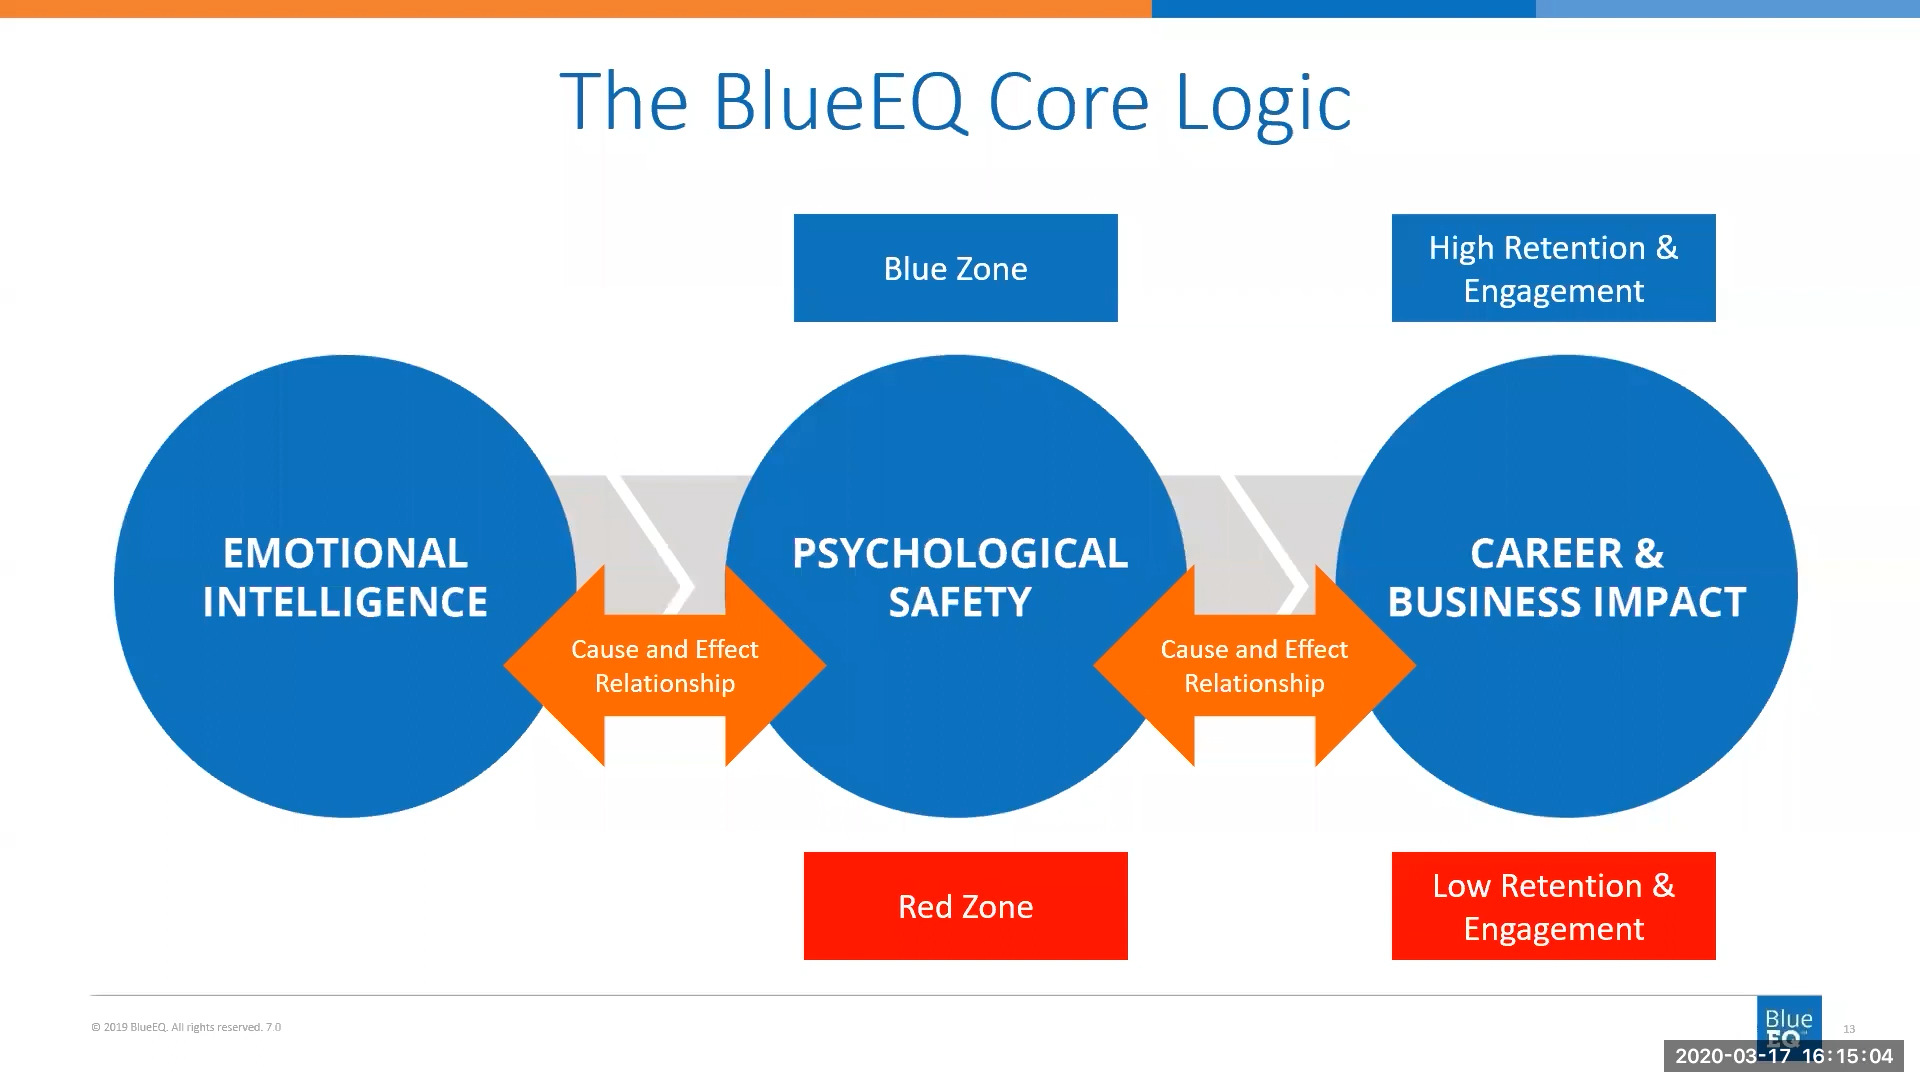 The BlueEQ Core Logic
Blue Zone
High Retention &
Engagement
EMOTIONAL
INTELLIGENCE
PSYCHOLOGICAL
SAFETY
CAREER &
BUSINESS IMPACT
Cause and Effect
Relationship
Cause and Effect
Relationship
Red Zone
Low Retention &
Engagement
© 2019 BlueEQ. All rights reserved. 7.0
Blue
EQ™
13
2020-03-17 16:15:04